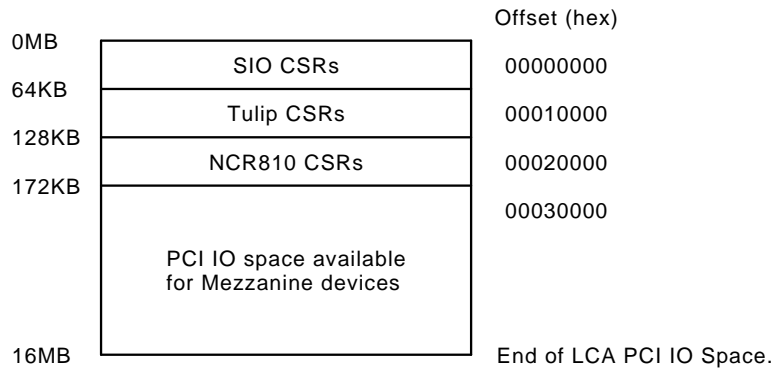 Offset (hex)
0MB
SIO CSRs
00000000
64KB
Tulip CSRs
00010000
128KB
NCR810 CSRs
00020000
172KB
00030000
PCI IO space available
for Mezzanine devices
16MB
End of LCA PCI IO Space.